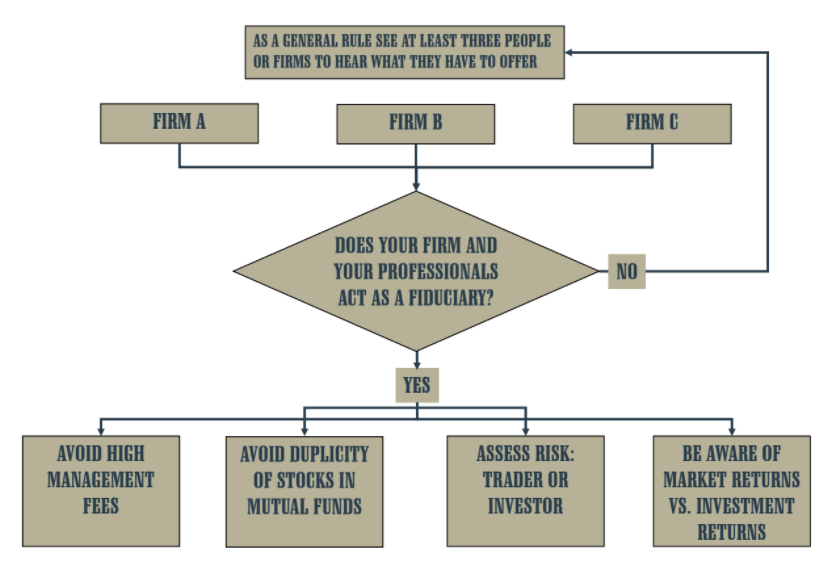 AS A GENERAL RULE SEE AT LEAST THREE PEOPLE
OR FIRMS TO HEAR WHAT THEY HAVE TO OFFER
FIRM A
FIRM B
FIRM C
DOES YOUR FIRM AND
YOUR PROFESSIONALS
ACT AS A FIDUCIARY?
NO
YES
AVOID HIGH
MANAGEMENT
FEES
AVOID DUPLICITY
OF STOCKS IN
MUTUAL FUNDS
ASSESS RISK:
TRADER OR
INVESTOR
BE AWARE OF
MARKET RETURNS
VS. INVESTMENT
RETURNS